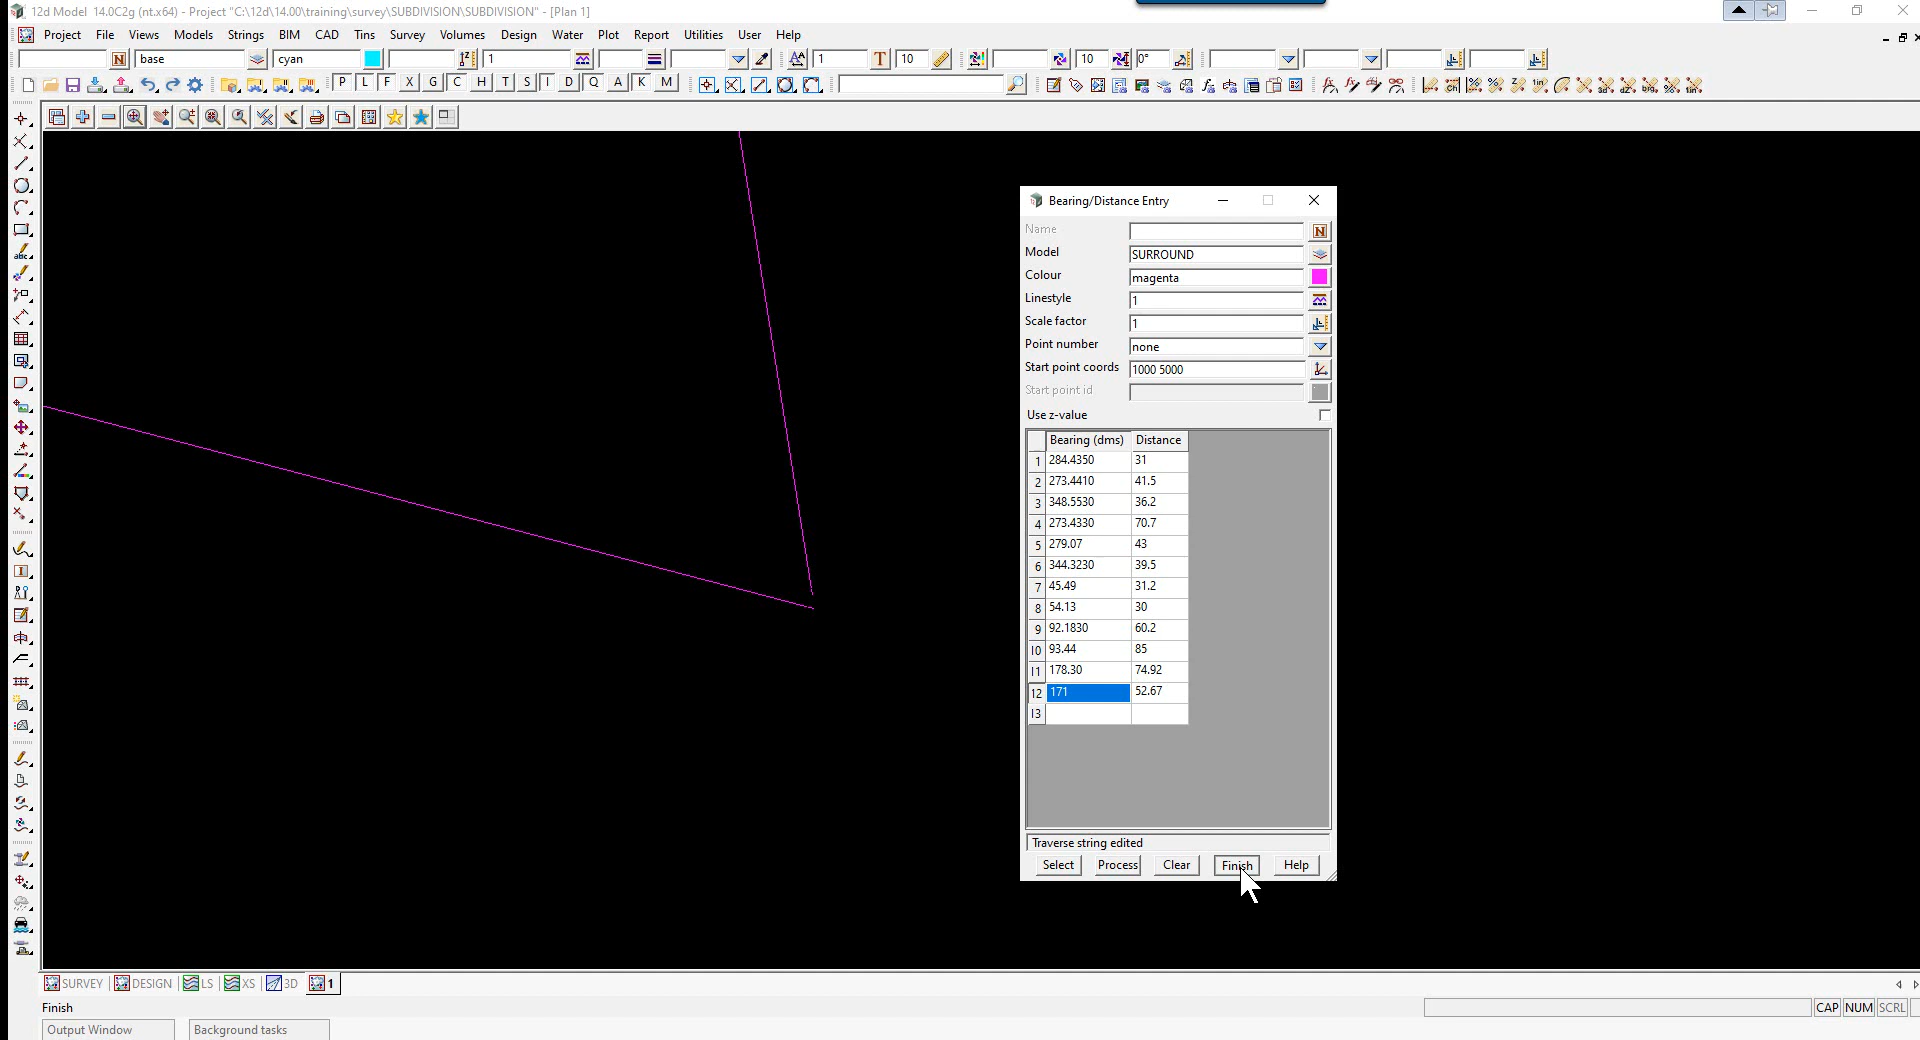 12d Model 14.0C2g (nt.x64) - Project "C:\12d\14.00\training\survey\SUBDIVISION\SUBDIVISION" - [Plan 1]
Project File Views Models Strings BIM CAD Tins Survey Volumes Design Water Plot Report Utilities User Help
base cyan 1 1 10 10 0°
P L F X G C H T S I D Q A K M
Bearing/Distance Entry
Name
Model SURROUND
Colour magenta
Linestyle 1
Scale factor 1
Point number none
Start point coords 1000 5000
Start point id
Use z-value
Bearing (dms) Distance
1 284.4350 31
2 273.4410 41.5
3 348.5530 36.2
4 273.4330 70.7
5 279.07 43
6 344.3230 39.5
7 45.49 31.2
8 54.13 30
9 92.1830 60.2
10 93.44 85
11 178.30 74.92
12 171 52.67
13
Traverse string edited
Select Process Clear Finish Help
SURVEY DESIGN LS XS 3D 1
Finish
CAP NUM SCRL
Output Window Background tasks